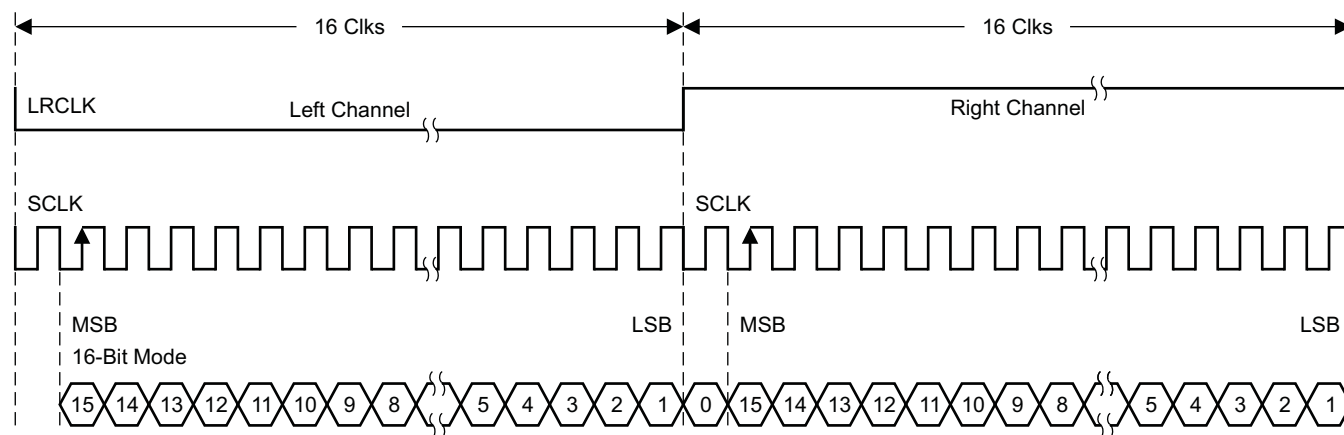 16 Clks 16 Clks
LRCLK Left Channel Right Channel
SCLK SCLK
MSB LSB MSB LSB
16-Bit Mode
15 14 13 12 11 10 9 8 5 4 3 2 1 0 15 14 13 12 11 10 9 8 5 4 3 2 1